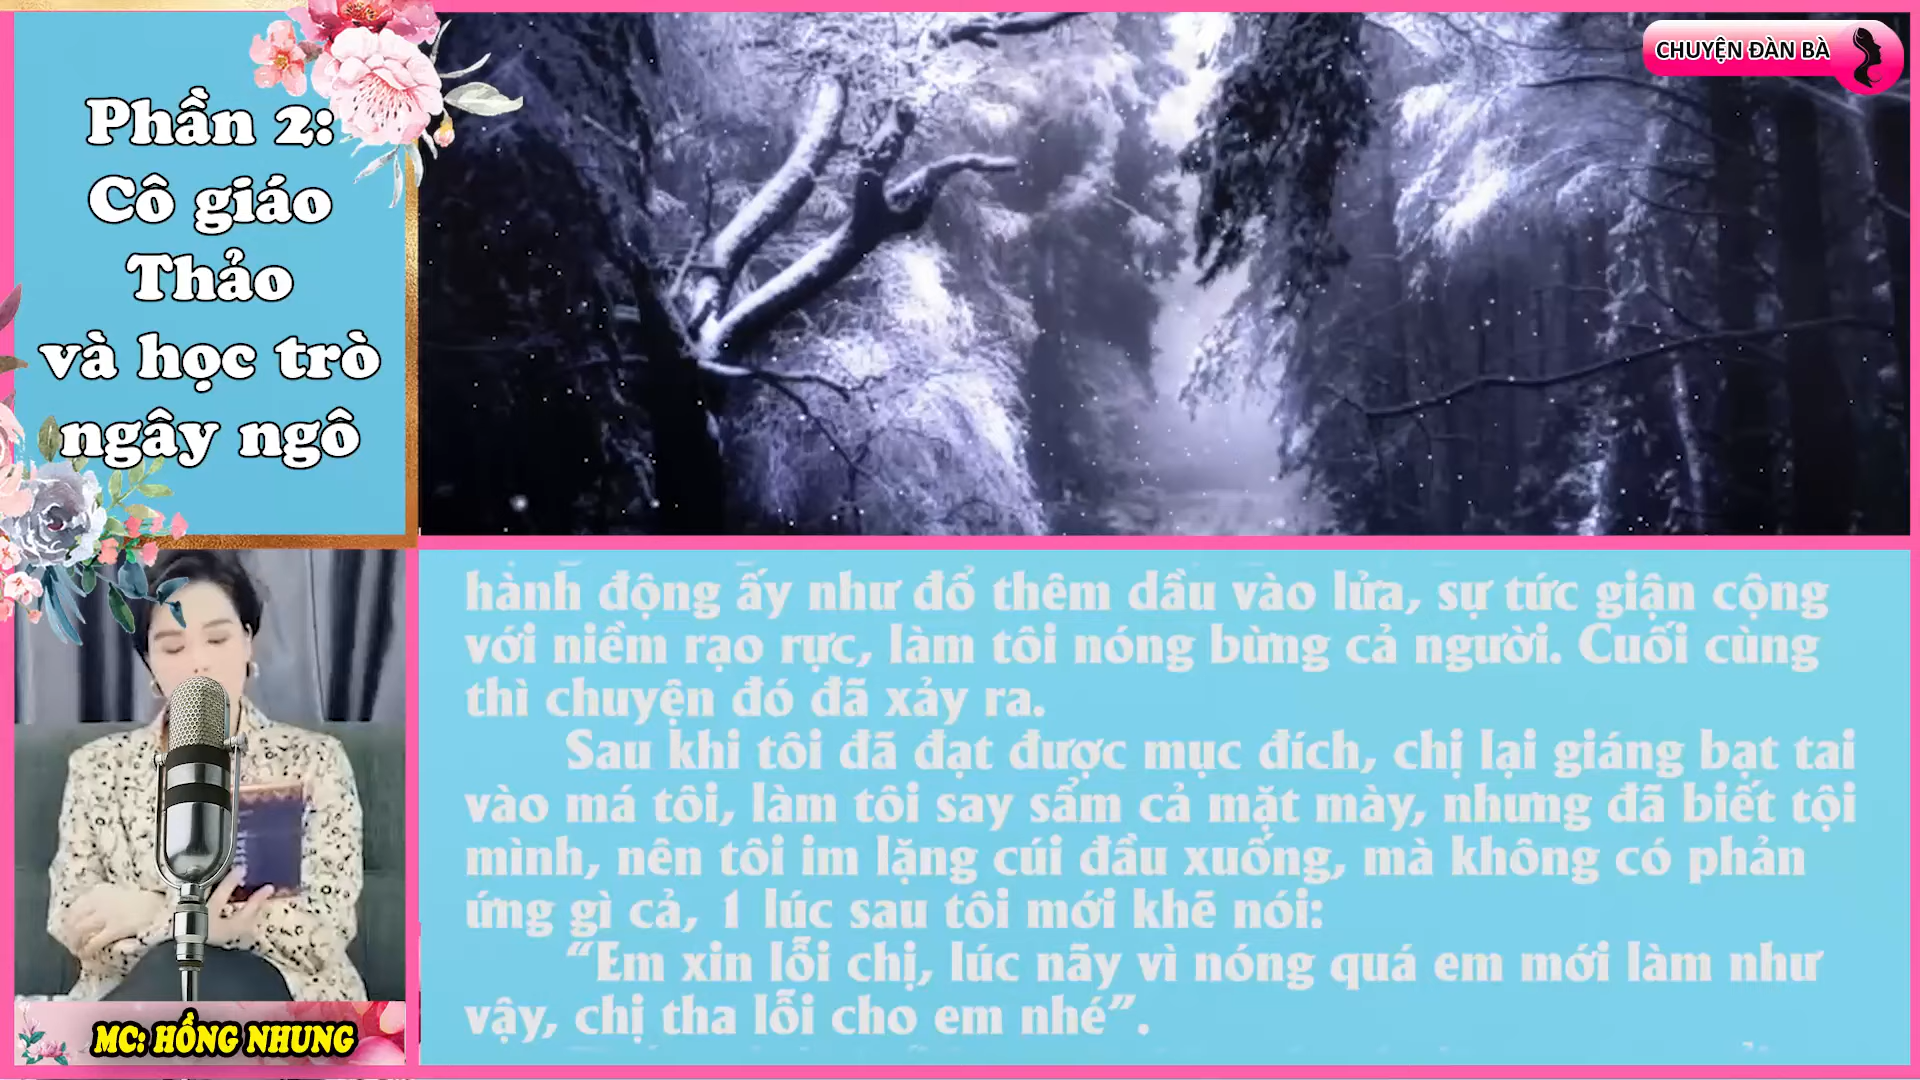 Phần 2:
Cô giáo
Thảo
và học trò
ngây ngô
CHUYỆN ĐÀN BÀ
hành động ấy như đổ thêm dầu vào lửa, sự tức giận cộng
với niềm rạo rực, làm tôi nóng bừng cả người. Cuối cùng
thì chuyện đó đã xảy ra.
Sau khi tôi đã đạt được mục đích, chị lại giáng bạt tai
vào má tôi, làm tôi say sẩm cả mặt mày, nhưng đã biết tội
mình, nên tôi im lặng cúi đầu xuống, mà không có phản
ứng gì cả, 1 lúc sau tôi mới khẽ nói:
“Em xin lỗi chị, lúc nãy vì nóng quá em mới làm như
vậy, chị tha lỗi cho em nhé”.
MC: HỒNG NHUNG